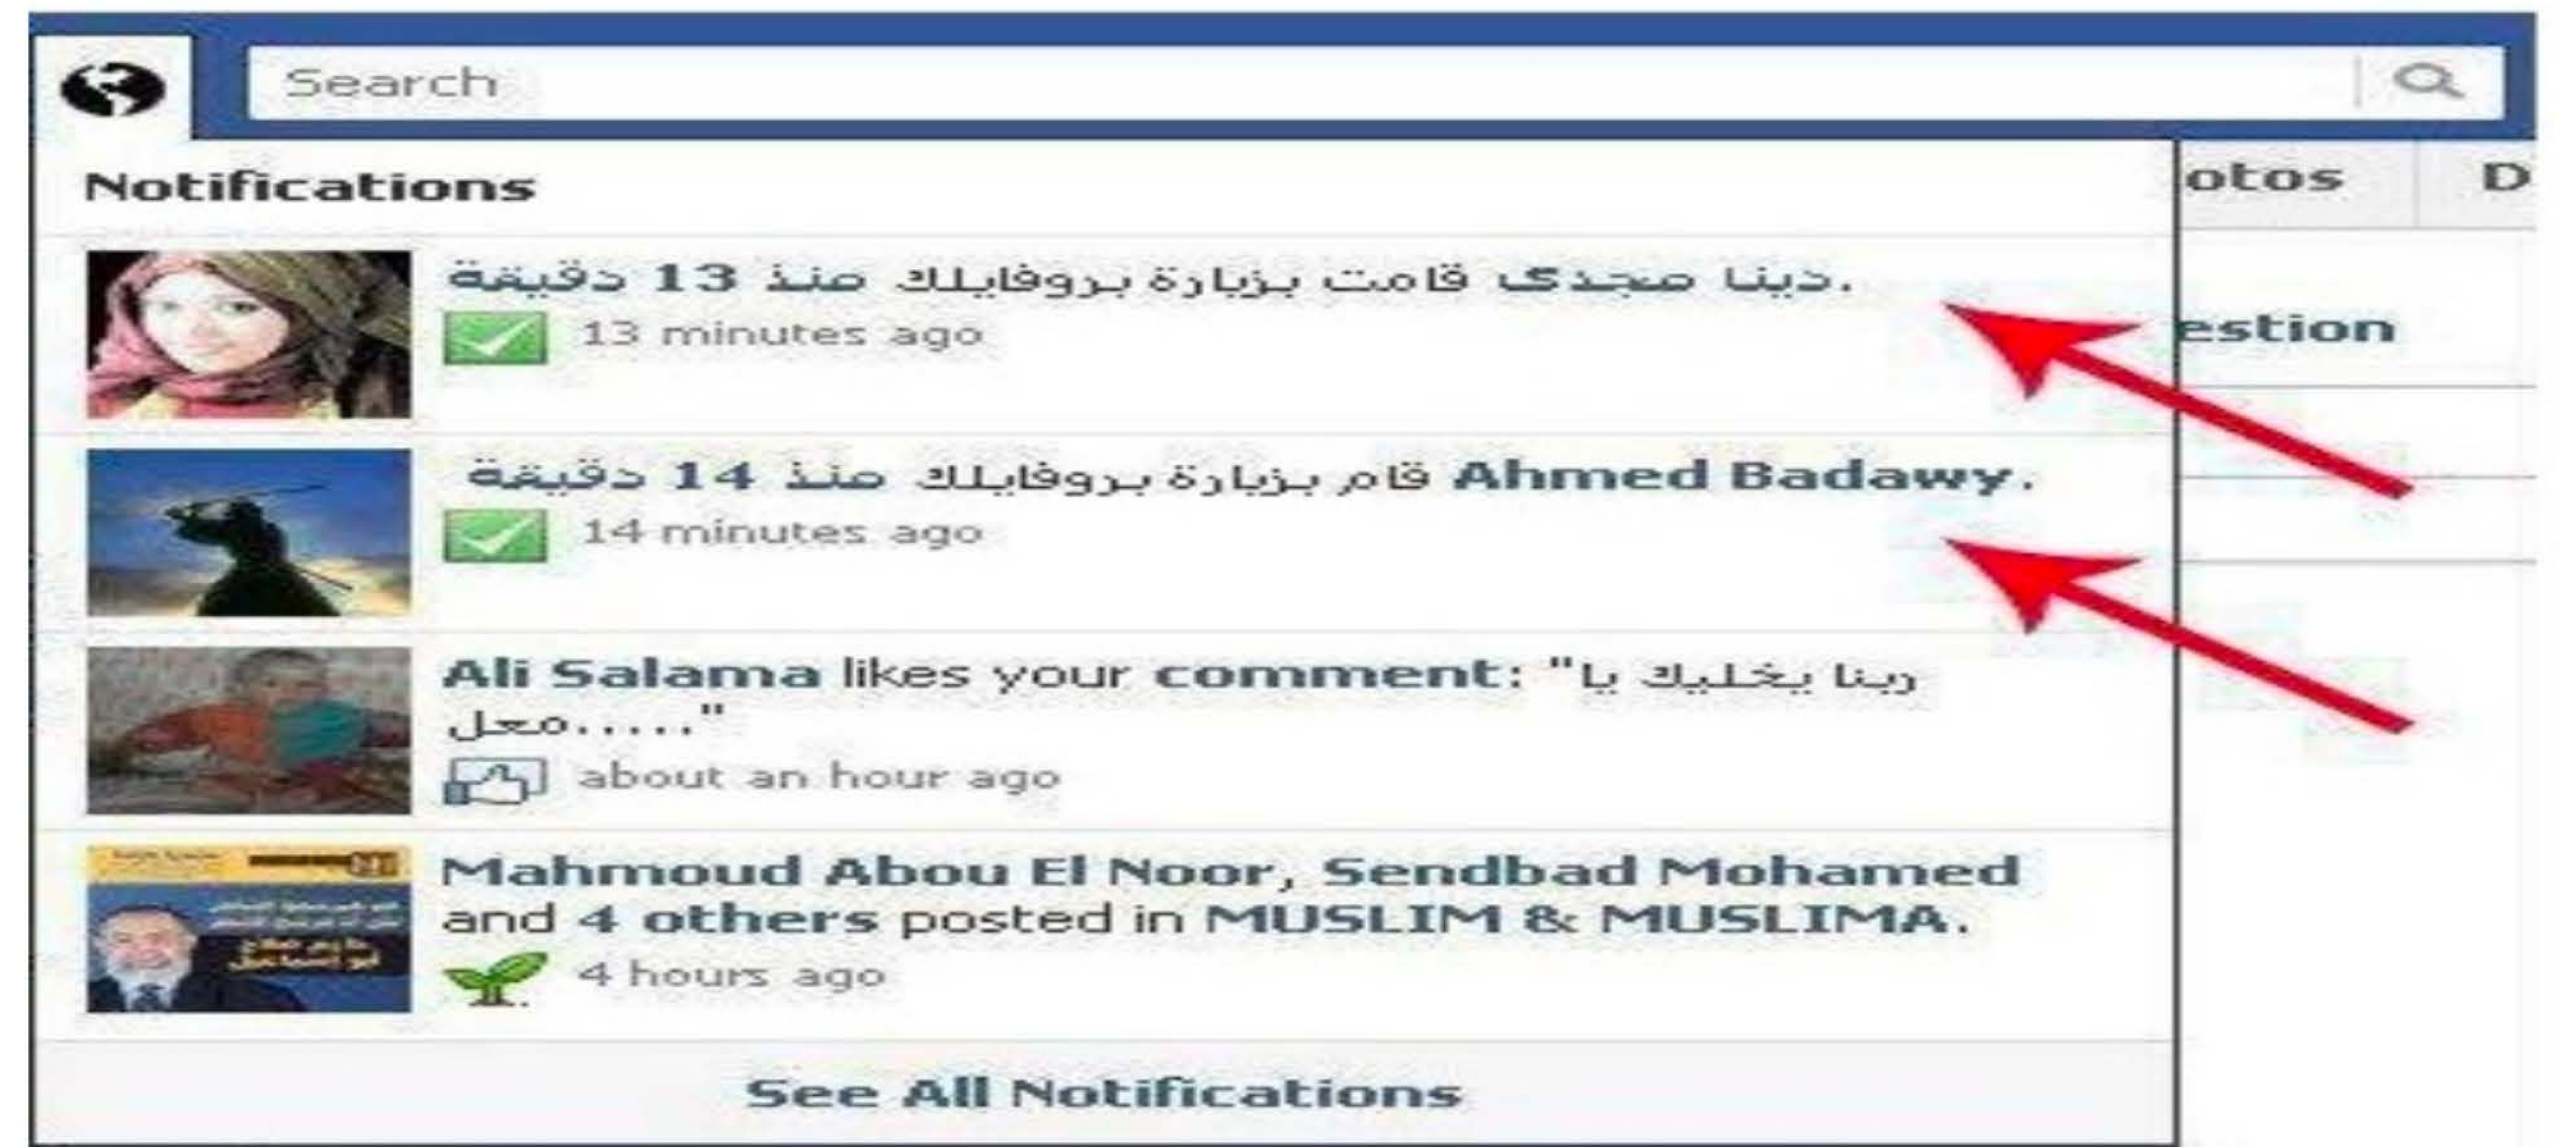 Search
Notifications
otos
D
دينا مجدى قامت بزيارة بروفايلك منذ 13 دقيقة.
13 minutes ago
estion
Ahmed Badawy قام بزيارة بروفايلك منذ 14 دقيقة.
14 minutes ago
Ali Salama likes your comment: "ربنا يخليك يا
معل....."
about an hour ago
Mahmoud Abou El Noor, Sendbad Mohamed
and 4 others posted in MUSLIM & MUSLIMA.
4 hours ago
See All Notifications